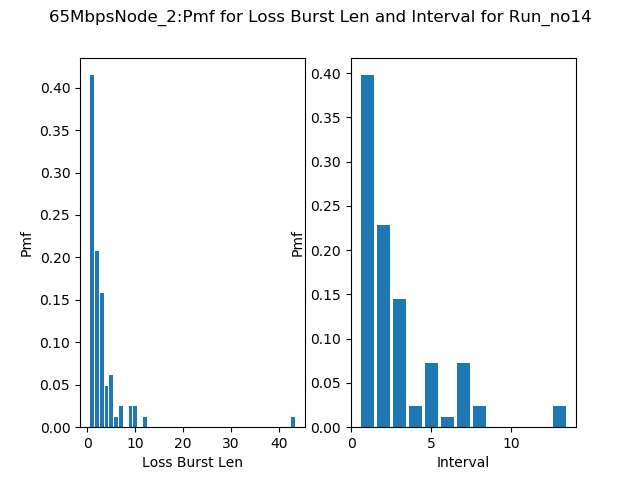 65MbpsNode_2:Pmf for Loss Burst Len and Interval for Run_no14
0.40
0.35
0.30
0.25
0.20
0.15
0.10
0.05
0.00
Pmf
0 10 20 30 40
Loss Burst Len
0.40
0.35
0.30
0.25
0.20
0.15
0.10
0.05
0.00
Pmf
0 5 10
Interval